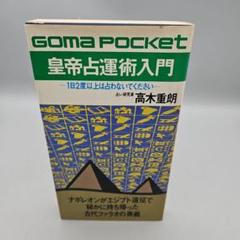 GOMA POCKET
皇帝占運術入門
―1日2度以上は占わないでください―
占い研究家 高木重朗
ナポレオンがエジプト遠征で
秘かに持ち帰った
古代ファラオの秘義